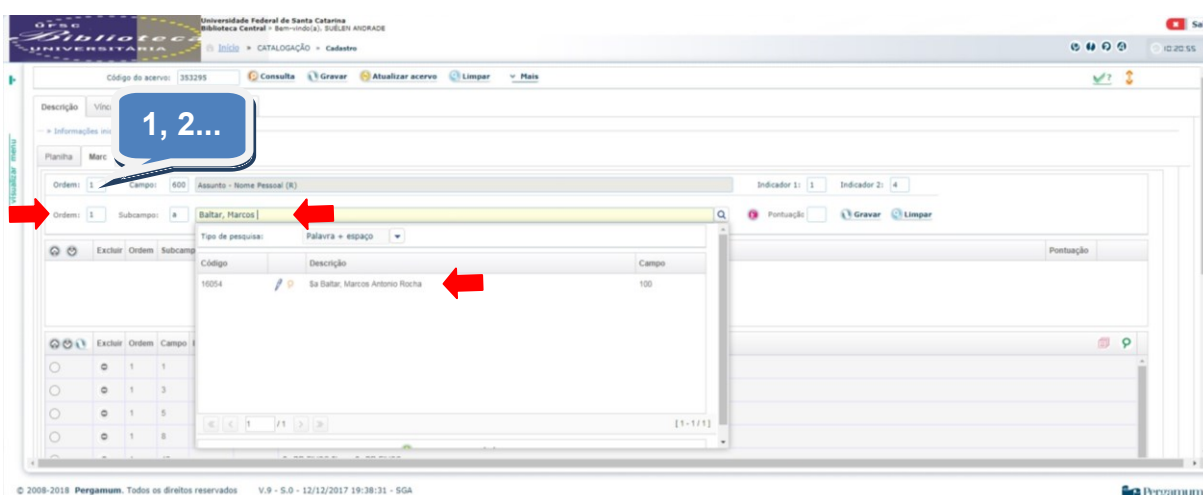 UFSC
Biblioteca
UNIVERSITÁRIA
Universidade Federal de Santa Catarina
Biblioteca Central - Bem-vindo(a). SUÉLEN ANDRADE
Início » CATALOGAÇÃO » Cadastro
Sa
10:20:55
Código do acervo: 353295 Consulta Gravar Atualizar acervo Limpar Mais
Descrição Vínc
» Informações inic
1, 2...
Visualizar menu
Planilha Marc
Ordem: 1 Campo: 600 Assunto - Nome Pessoal (R) Indicador 1: 1 Indicador 2: 4
Ordem: 1 Subcampo: a Baltar, Marcos Pontuação Gravar Limpar
Tipo de pesquisa: Palavra + espaço
Excluir Ordem Subcamp Pontuação
Código Descrição Campo
16054 $a Baltar, Marcos Antonio Rocha 100
Excluir Ordem Campo
1 1
1 3
1 5
1 8
1 /1 [1-1/1]
© 2008-2018 Pergamum. Todos os direitos reservados V.9 - S.0 - 12/12/2017 19:38:31 - SGA
Pergamum